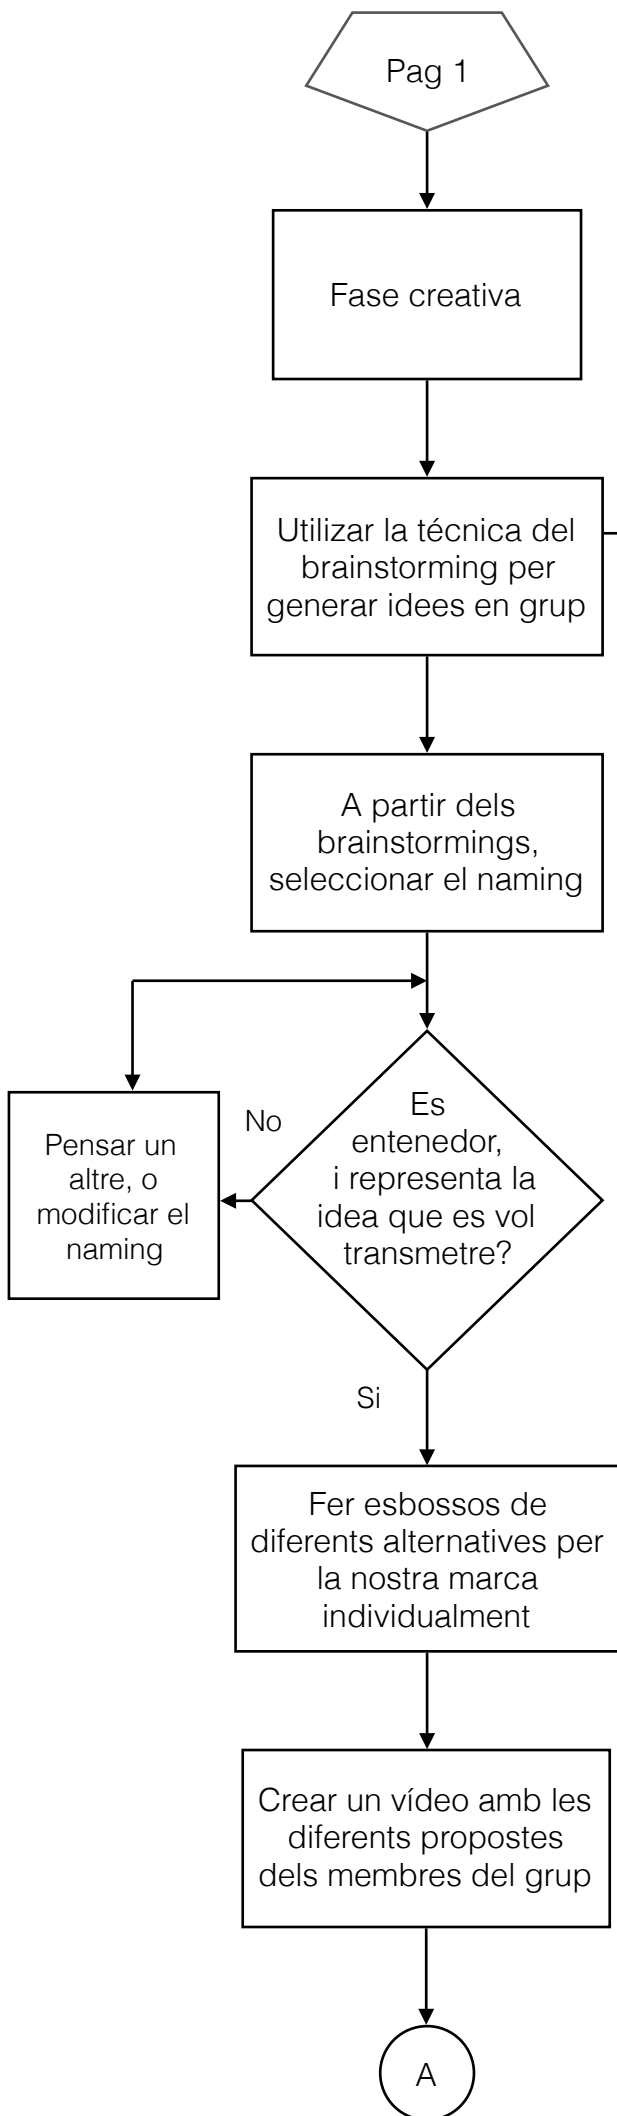 Pag 1
Fase creativa
Utilizar la técnica del
brainstorming per
generar idees en grup
A partir dels
brainstormings,
seleccionar el naming
Es
entenedor,
i representa la
idea que es vol
transmetre?
No
Pensar un
altre, o
modificar el
naming
Si
Fer esbossos de
diferents alternatives per
la nostra marca
individualment
Crear un vídeo amb les
diferents propostes
dels membres del grup
A